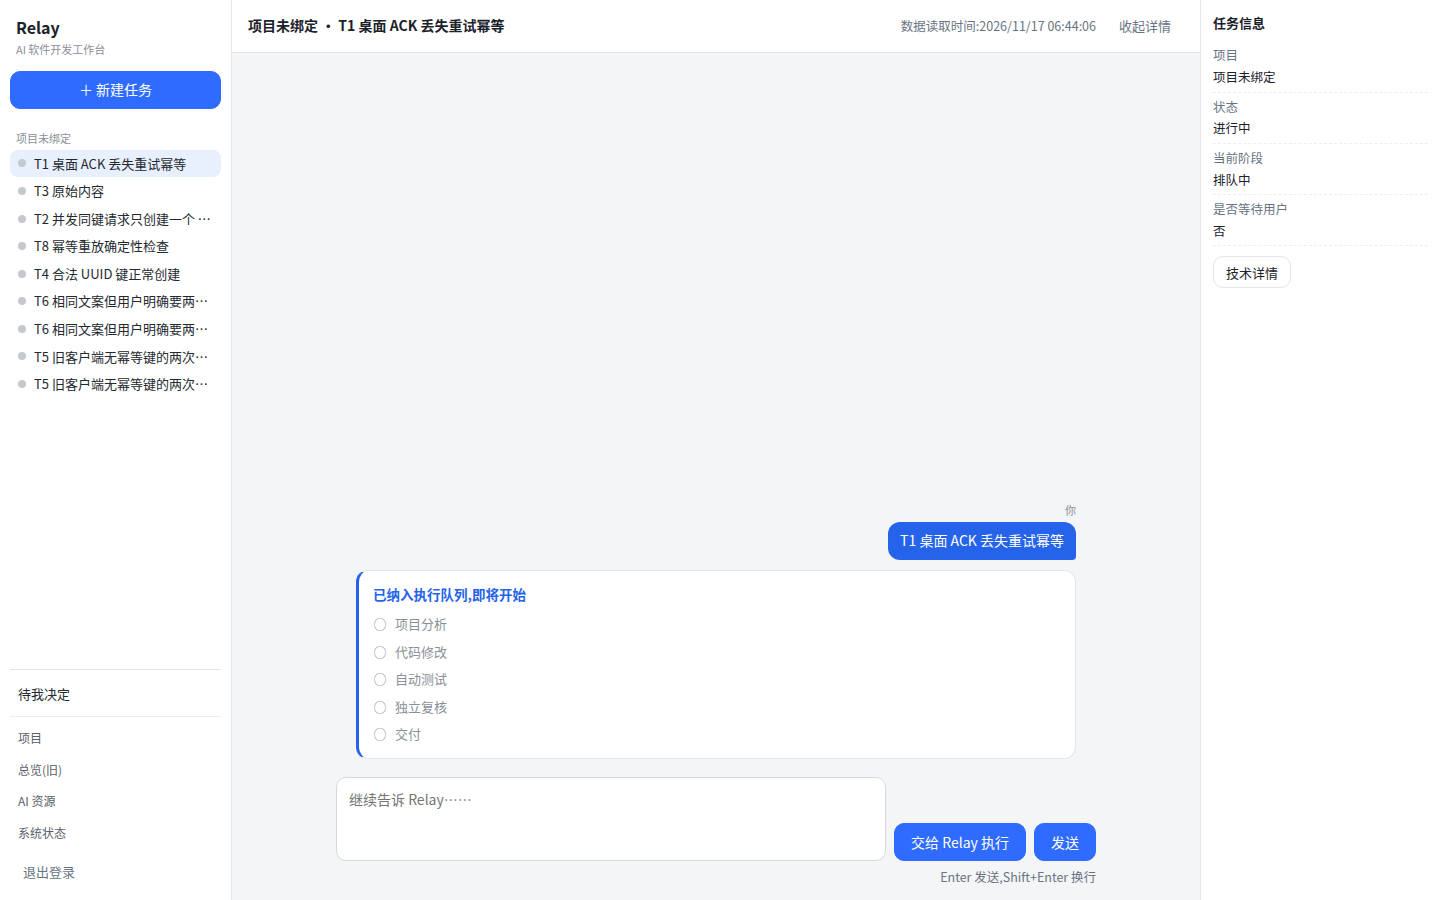 Relay
AI 软件开发工作台
＋ 新建任务
项目未绑定
T1 桌面 ACK 丢失重试幂等
T3 原始内容
T2 并发同键请求只创建一个 …
T8 幂等重放确定性检查
T4 合法 UUID 键正常创建
T6 相同文案但用户明确要两…
T6 相同文案但用户明确要两…
T5 旧客户端无幂等键的两次…
T5 旧客户端无幂等键的两次…
待我决定
项目
总览(旧)
AI 资源
系统状态
退出登录
项目未绑定 · T1 桌面 ACK 丢失重试幂等
数据读取时间:2026/11/17 06:44:06
收起详情
你
T1 桌面 ACK 丢失重试幂等
已纳入执行队列,即将开始
项目分析
代码修改
自动测试
独立复核
交付
继续告诉 Relay……
交给 Relay 执行
发送
Enter 发送,Shift+Enter 换行
任务信息
项目
项目未绑定
状态
进行中
当前阶段
排队中
是否等待用户
否
技术详情